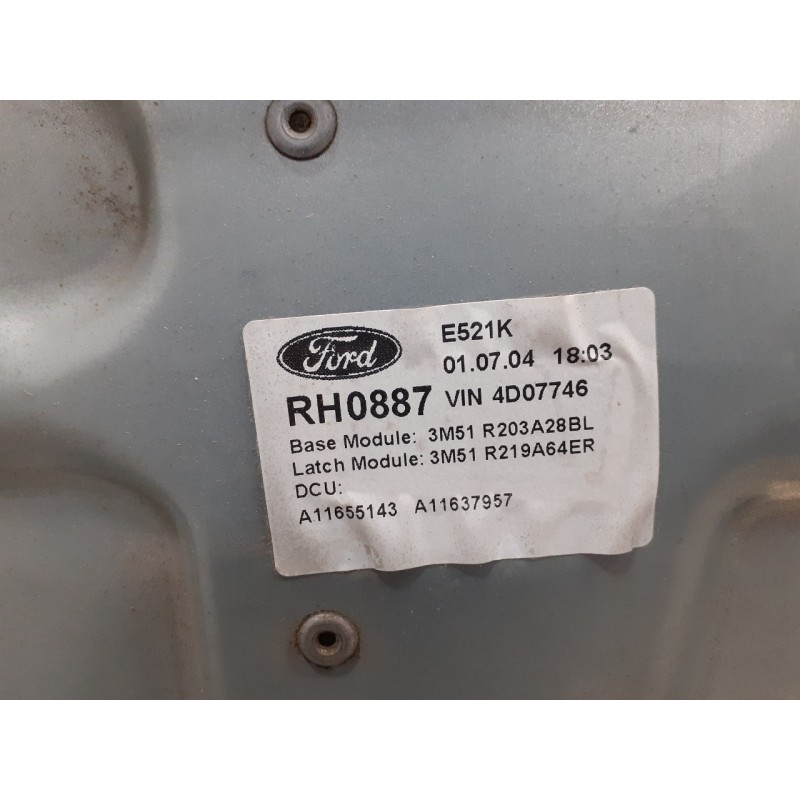 Ford
E521K
01.07.04 18:03
RH0887 VIN 4D07746
Base Module: 3M51 R203A28BL
Latch Module: 3M51 R219A64ER
DCU:
A11655143 A11637957